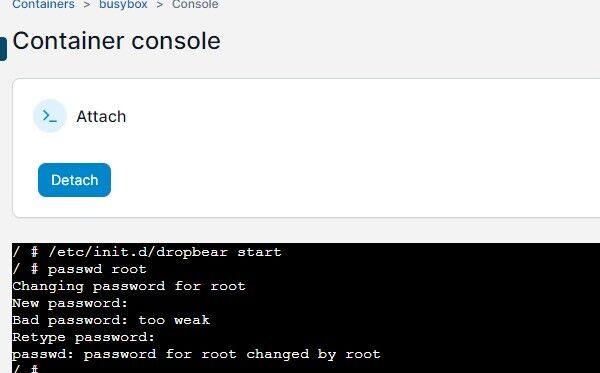 Containers > busybox > Console
Container console
>_ Attach
Detach
/ # /etc/init.d/dropbear start
/ # passwd root
Changing password for root
New password:
Bad password: too weak
Retype password:
passwd: password for root changed by root
/ #